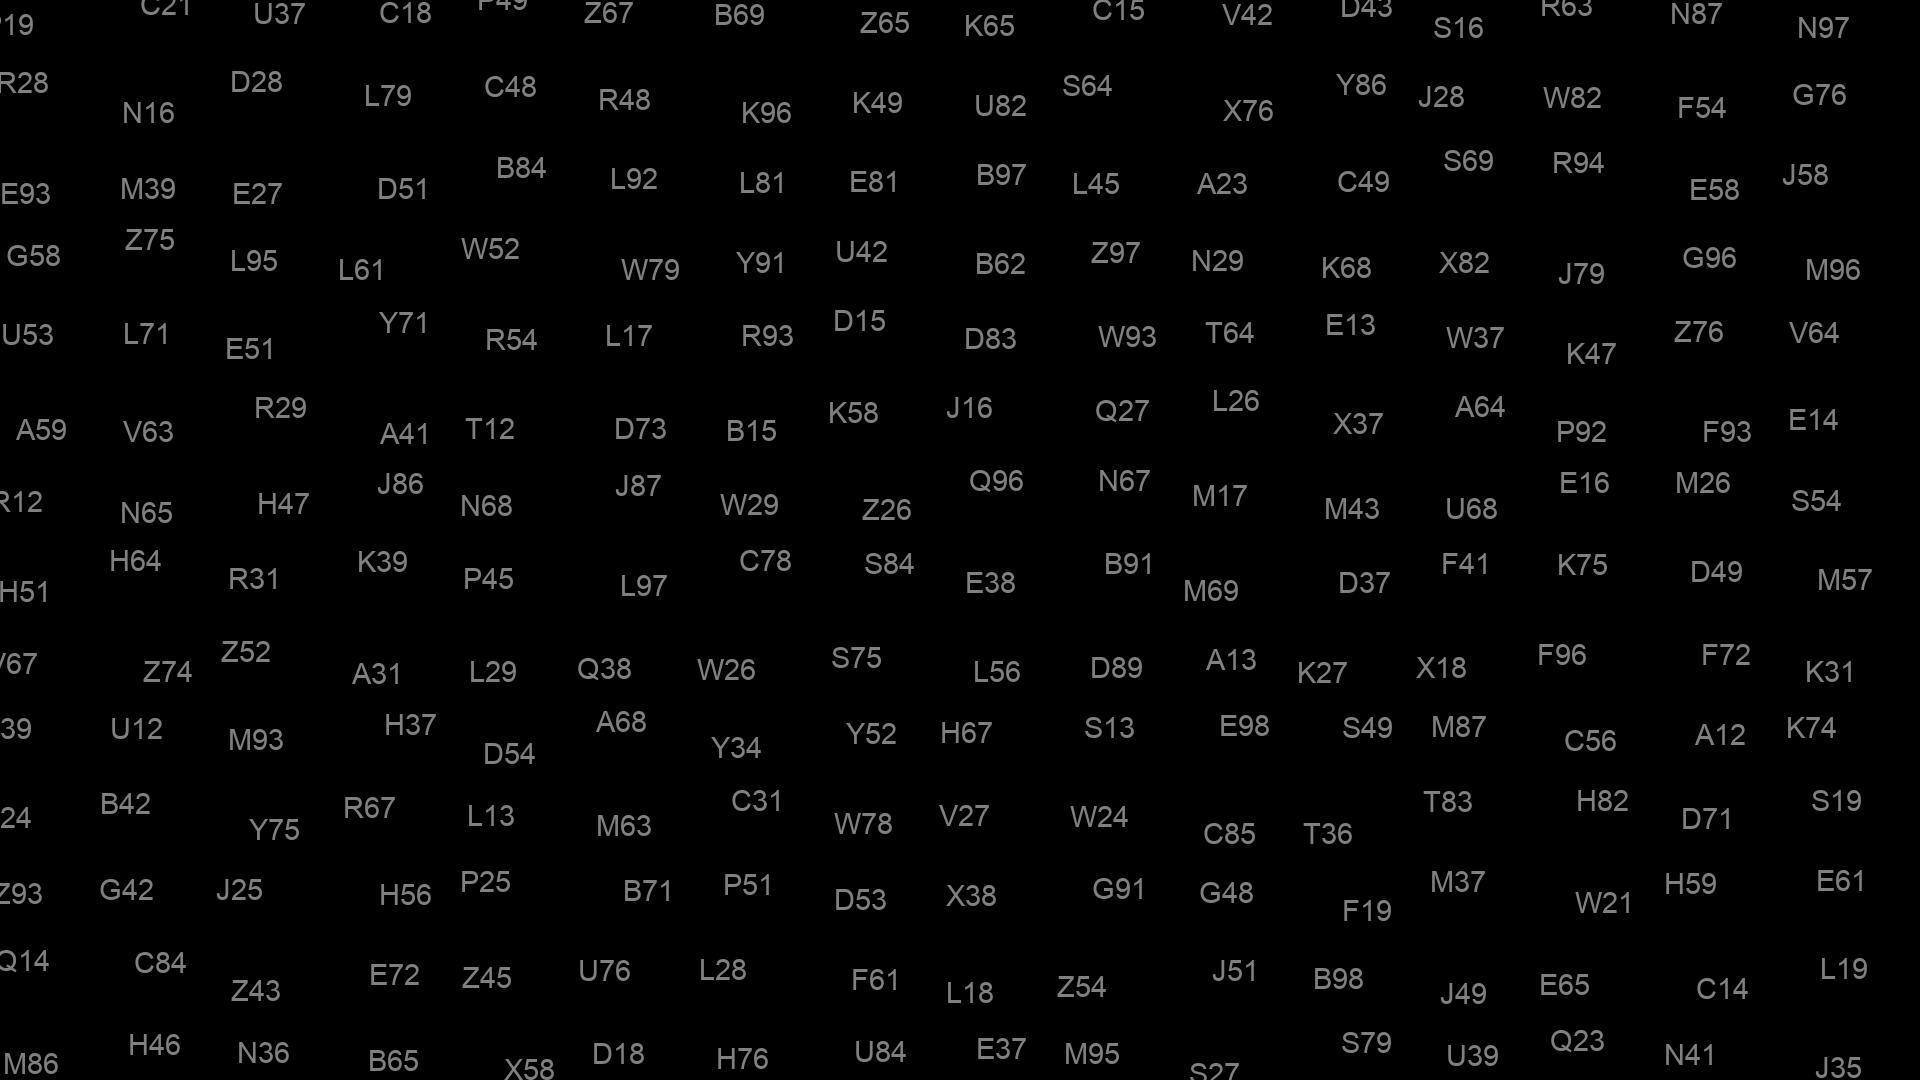 19 C21 U37 C18 P49 Z67 B69 Z65 K65 C15 V42 D43 S16 R63 N87 N97
R28 N16 D28 L79 C48 R48 K96 K49 U82 S64 X76 Y86 J28 W82 F54 G76
E93 M39 E27 D51 B84 L92 L81 E81 B97 L45 A23 C49 S69 R94 E58 J58
G58 Z75 L95 L61 W52 W79 Y91 U42 B62 Z97 N29 K68 X82 J79 G96 M96
U53 L71 E51 Y71 R54 L17 R93 D15 D83 W93 T64 E13 W37 K47 Z76 V64
A59 V63 R29 A41 T12 D73 B15 K58 J16 Q27 L26 X37 A64 P92 F93 E14
R12 N65 H47 J86 N68 J87 W29 Z26 Q96 N67 M17 M43 U68 E16 M26 S54
H51 H64 R31 K39 P45 L97 C78 S84 E38 B91 M69 D37 F41 K75 D49 M57
V67 Z74 Z52 A31 L29 Q38 W26 S75 L56 D89 A13 K27 X18 F96 F72 K31
39 U12 M93 H37 D54 A68 Y34 Y52 H67 S13 E98 S49 M87 C56 A12 K74
24 B42 Y75 R67 L13 M63 C31 W78 V27 W24 C85 T36 T83 H82 D71 S19
Z93 G42 J25 H56 P25 B71 P51 D53 X38 G91 G48 F19 M37 W21 H59 E61
Q14 C84 Z43 E72 Z45 U76 L28 F61 L18 Z54 J51 B98 J49 E65 C14 L19
M86 H46 N36 B65 X58 D18 H76 U84 E37 M95 S27 S79 U39 Q23 N41 J35